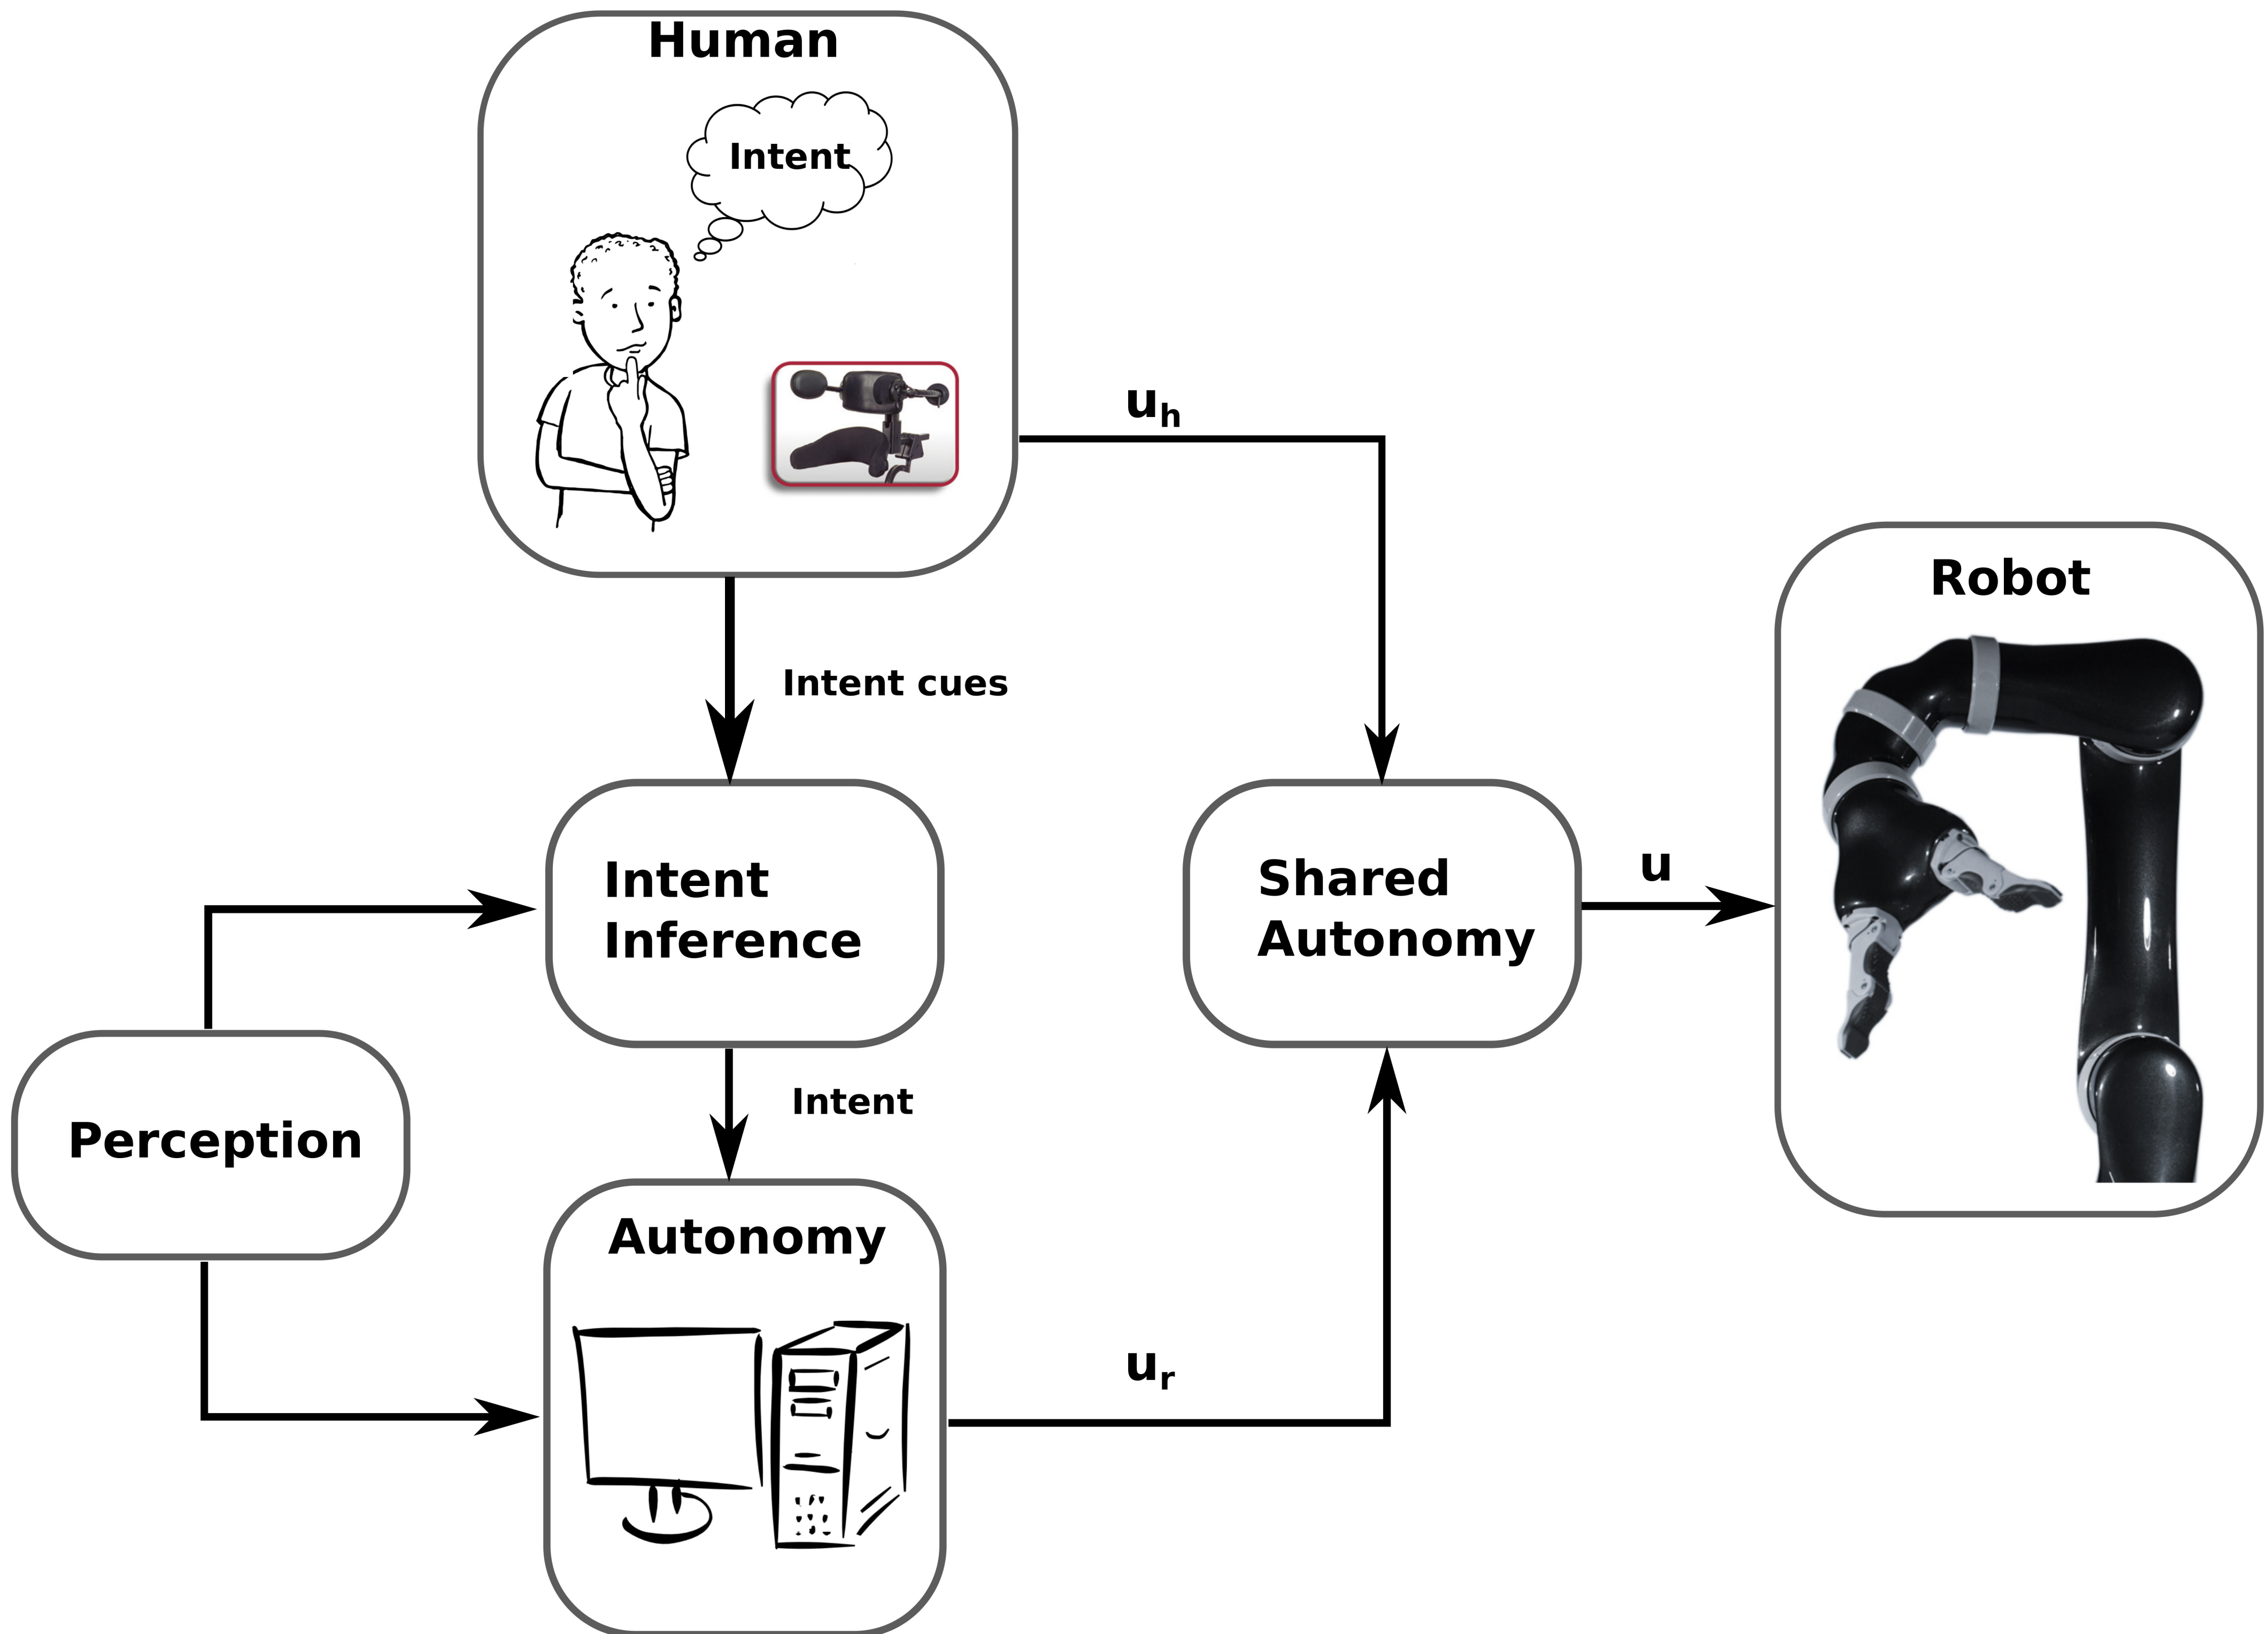 Human
Intent
u_h
Robot
Intent cues
Intent
Inference
Shared
Autonomy
u
Intent
Perception
Autonomy
u_r